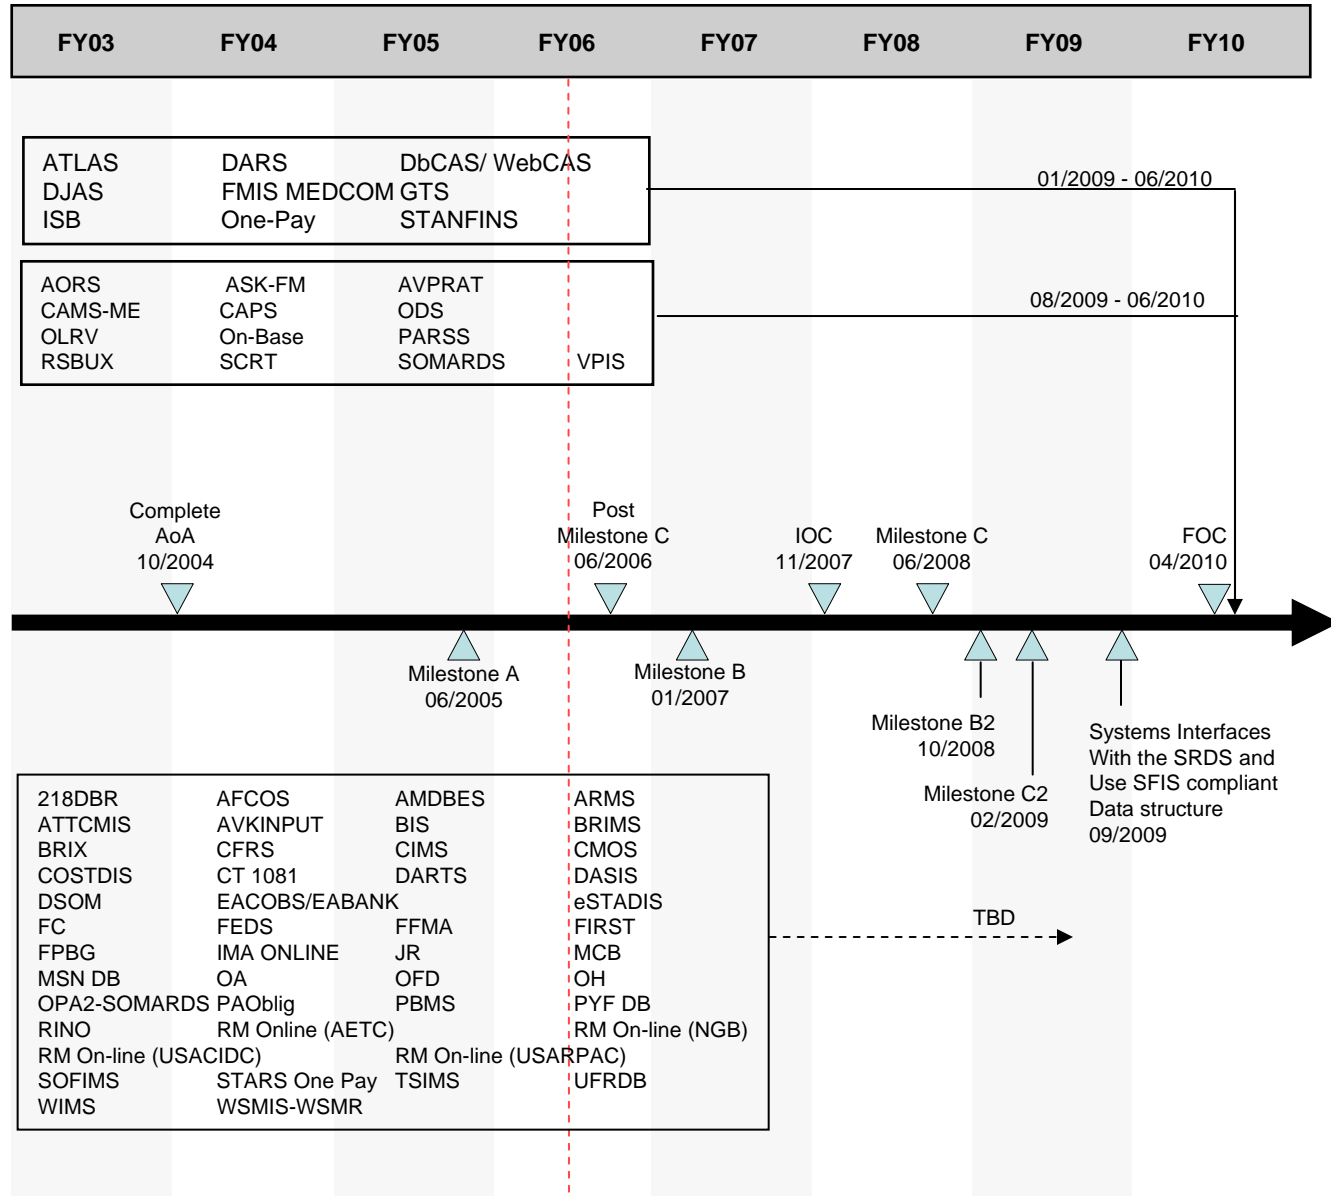 FY03 FY04 FY05 FY06 FY07 FY08 FY09 FY10
ATLAS DARS DbCAS/ WebCAS
DJAS FMIS MEDCOM GTS
ISB One-Pay STANFINS
01/2009 - 06/2010
AORS ASK-FM AVPRAT
CAMS-ME CAPS ODS
OLRV On-Base PARSS
RSBUX SCRT SOMARDS VPIS
08/2009 - 06/2010
Complete
AoA
10/2004
Post
Milestone C
06/2006
IOC
11/2007
Milestone C
06/2008
FOC
04/2010
Milestone A
06/2005
Milestone B
01/2007
Milestone B2
10/2008
Milestone C2
02/2009
Systems Interfaces
With the SRDS and
Use SFIS compliant
Data structure
09/2009
218DBR AFCOS AMDBES ARMS
ATTCMIS AVKINPUT BIS BRIMS
BRIX CFRS CIMS CMOS
COSTDIS CT 1081 DARTS DASIS
DSOM EACOBS/EABANK eSTADIS
FC FEDS FFMA FIRST
FPBG IMA ONLINE JR MCB
MSN DB OA OFD OH
OPA2-SOMARDS PAOblig PBMS PYF DB
RINO RM Online (AETC) RM On-line (NGB)
RM On-line (USACIDC) RM On-line (USARPAC)
SOFIMS STARS One Pay TSIMS UFRDB
WIMS WSMIS-WSMR
TBD